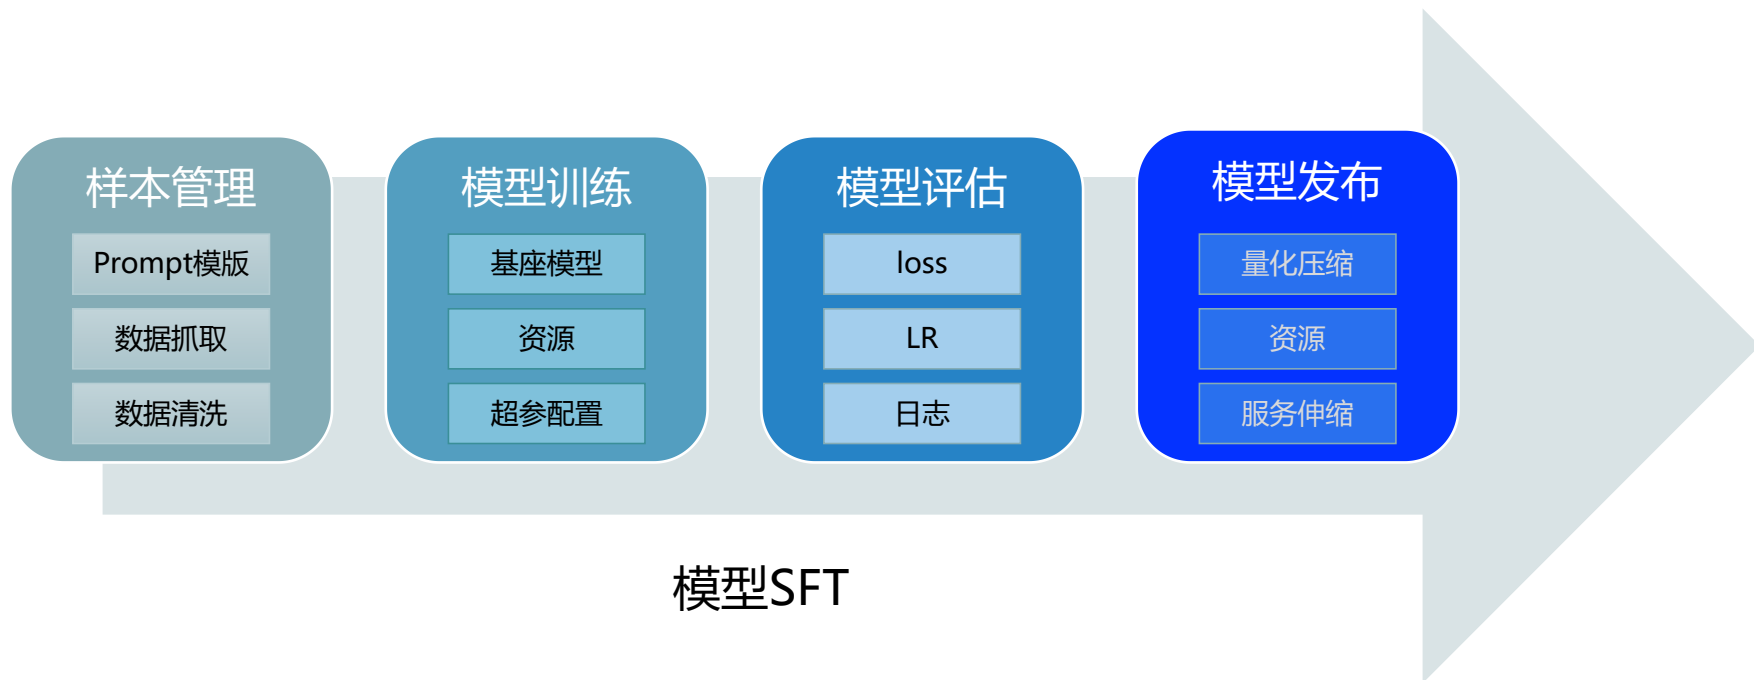 样本管理
Prompt模版
数据抓取
数据清洗
模型训练
基座模型
资源
超参配置
模型评估
loss
LR
日志
模型发布
量化压缩
资源
服务伸缩
模型SFT